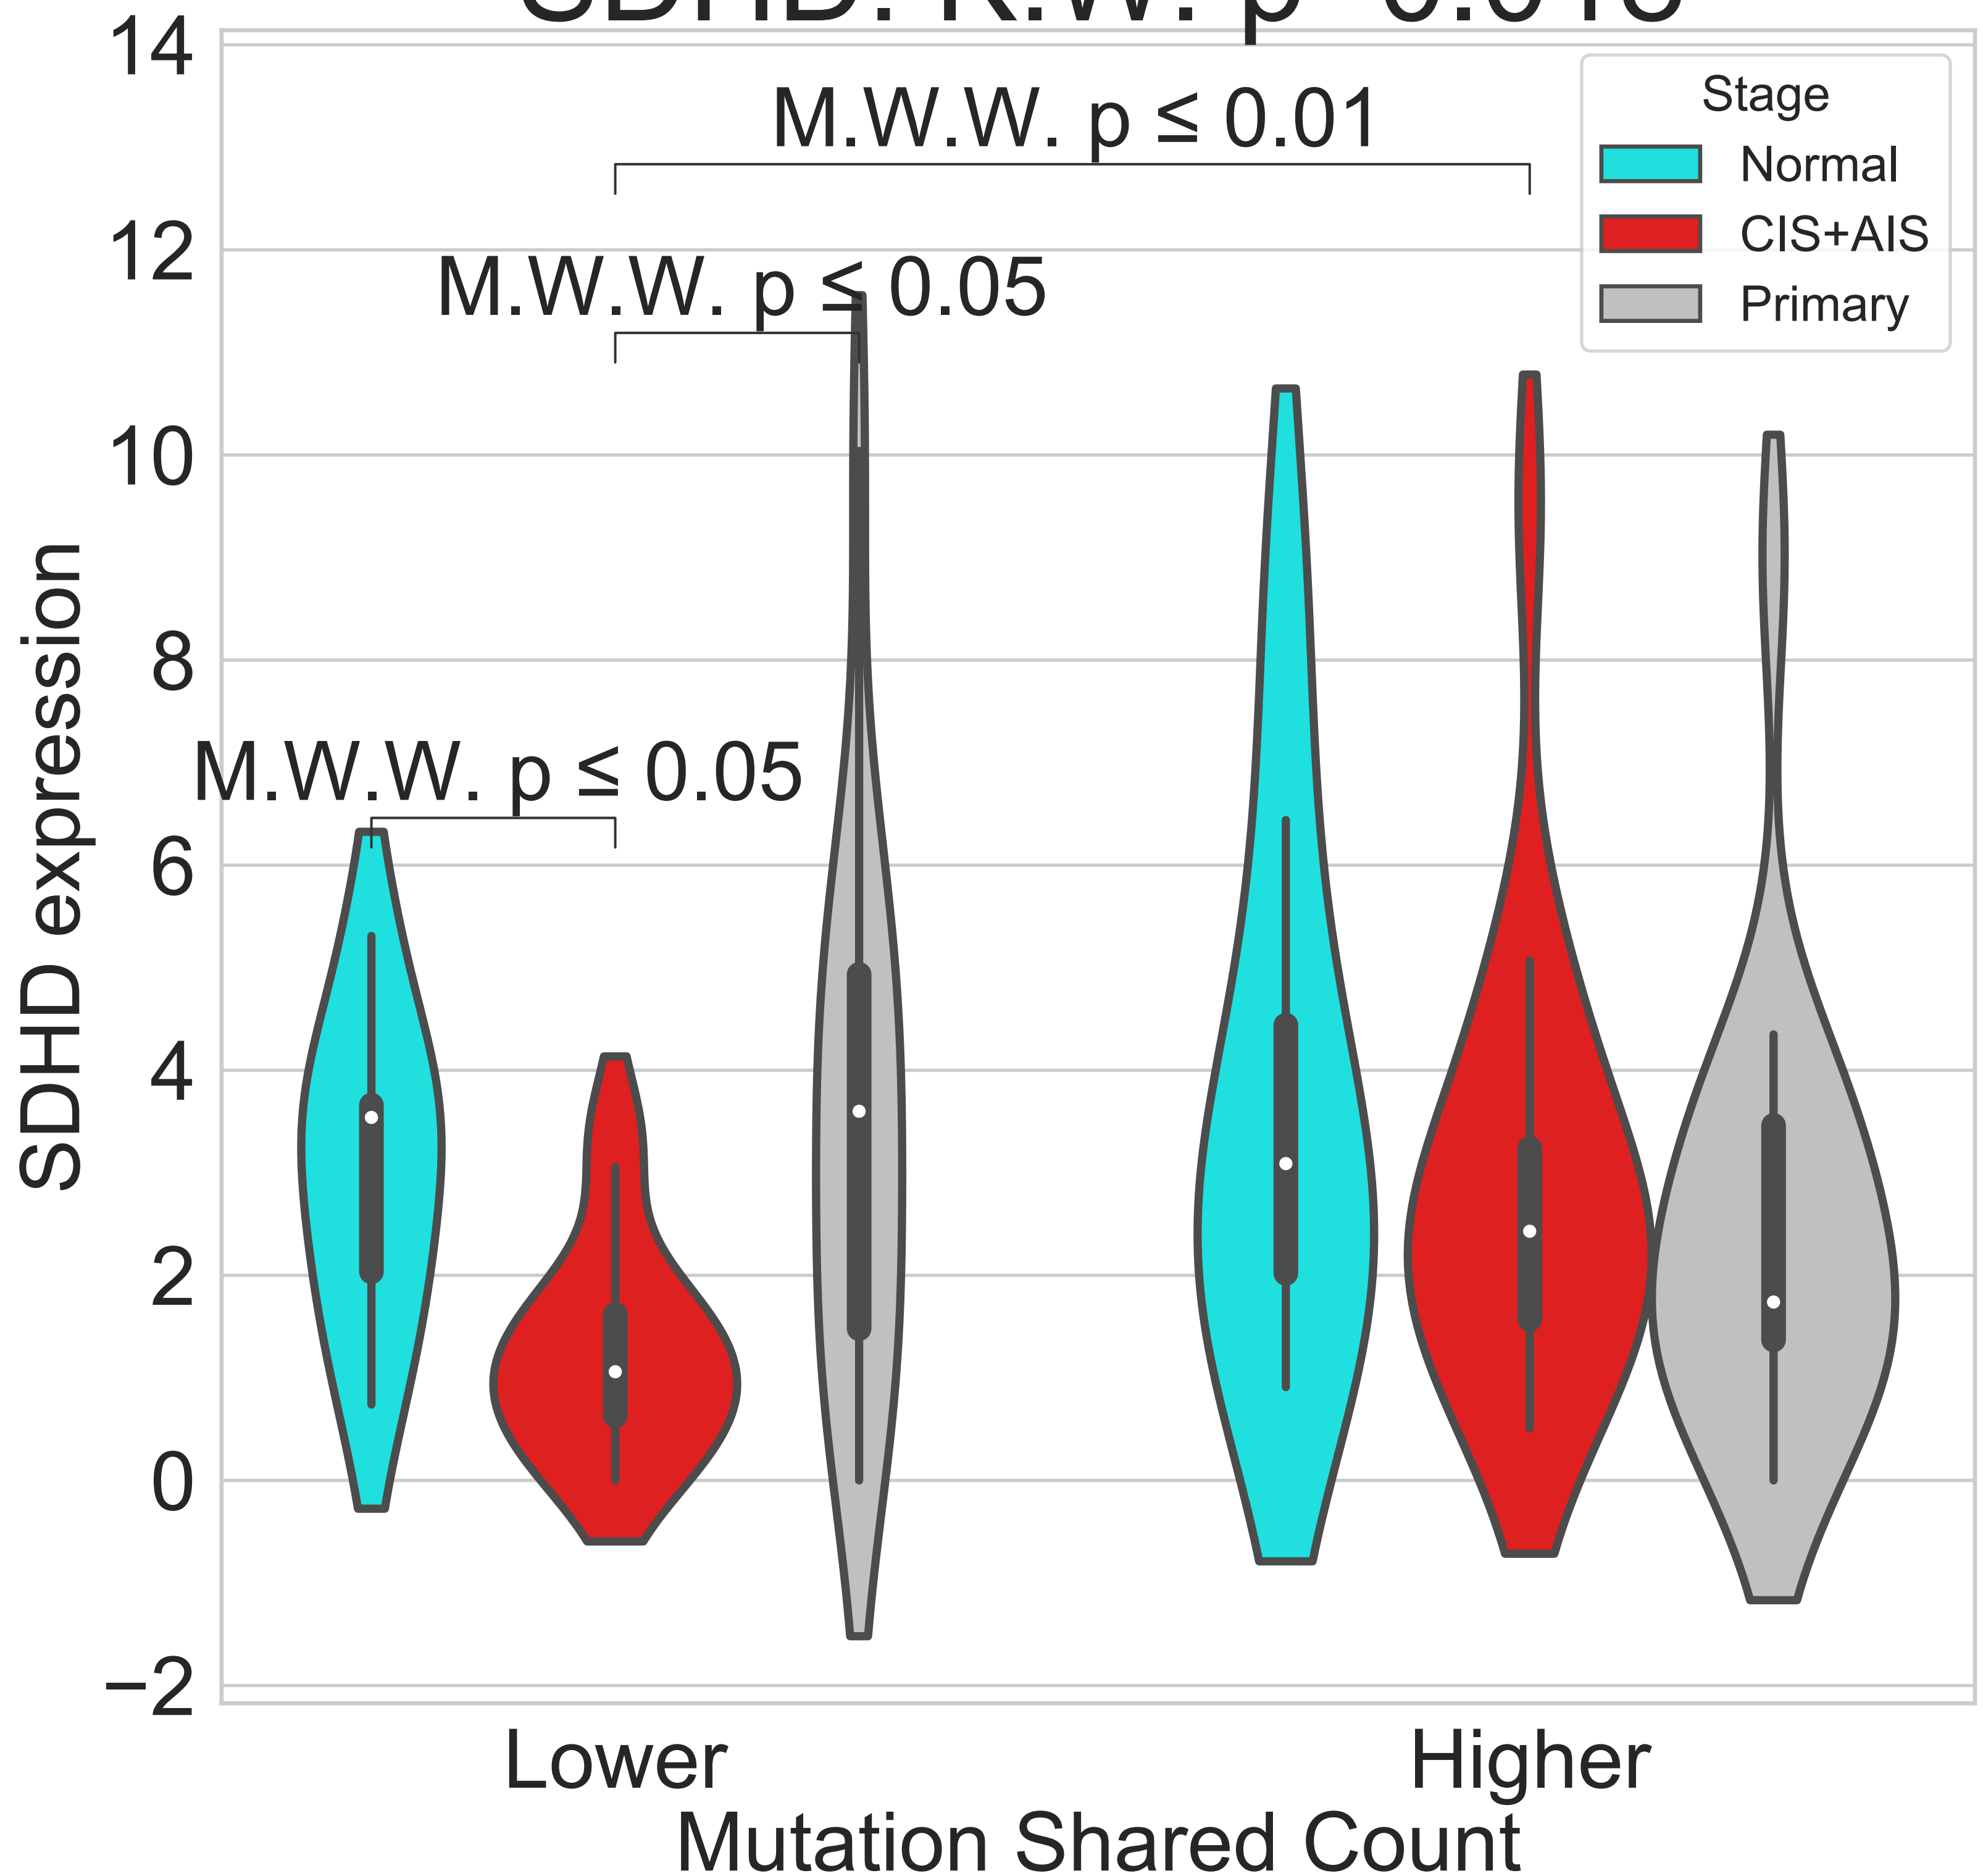 14
12
10
8
6
4
2
0
−2
SDHD expression
M.W.W. p ≤ 0.01
M.W.W. p ≤ 0.05
M.W.W. p ≤ 0.05
Stage
Normal
CIS+AIS
Primary
Lower
Higher
Mutation Shared Count